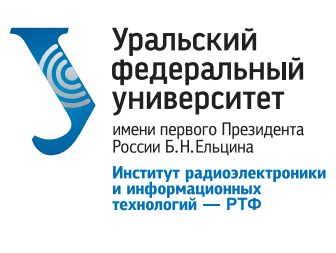 Уральский
федеральный
университет
имени первого Президента
России Б.Н.Ельцина
Институт радиоэлектроники
и информационных
технологий — РТФ